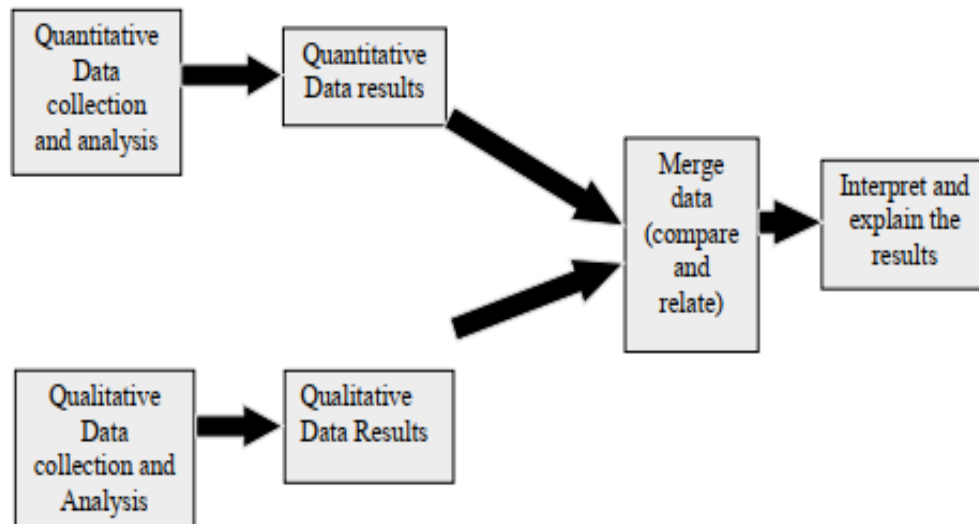 Quantitative
Data
collection
and analysis
Quantitative
Data results
Merge
data
(compare
and
relate)
Interpret and
explain the
results
Qualitative
Data
collection and
Analysis
Qualitative
Data Results